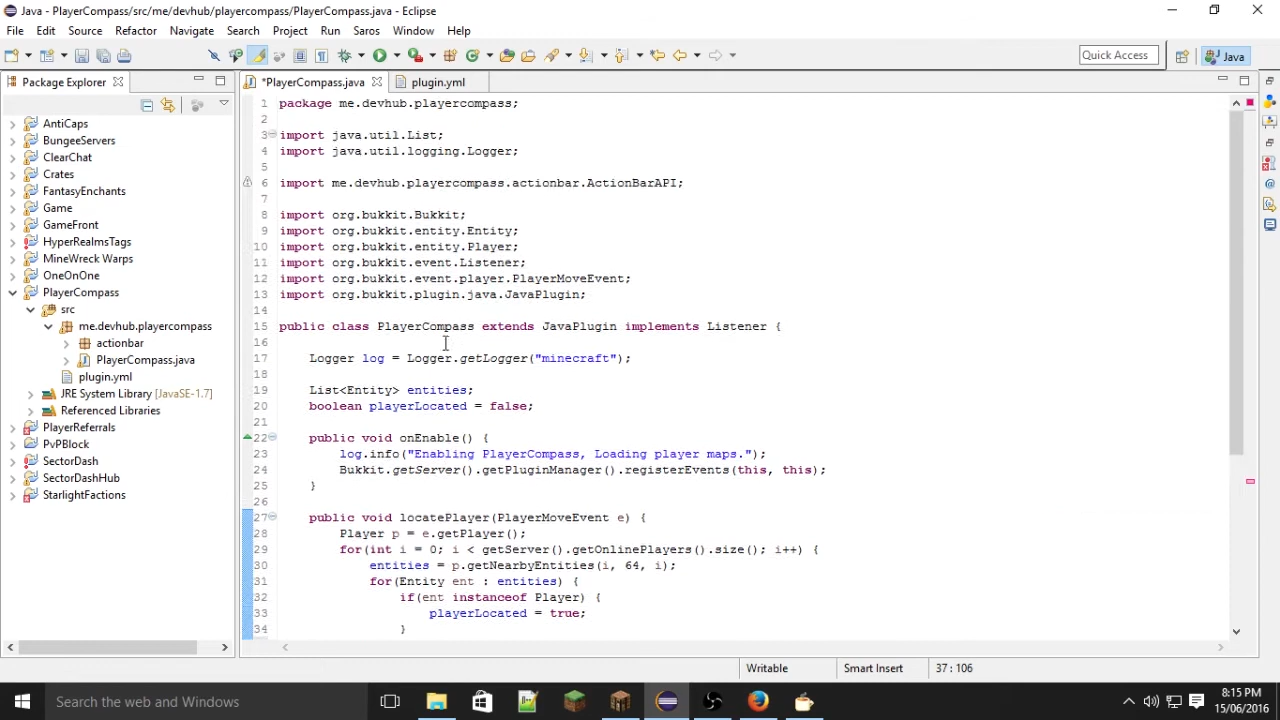 Java - PlayerCompass/src/me/devhub/playercompass/PlayerCompass.java - Eclipse
File Edit Source Refactor Navigate Search Project Run Saros Window Help
Quick Access Java
Package Explorer *PlayerCompass.java plugin.yml
AntiCaps
BungeeServers
ClearChat
Crates
FantasyEnchants
Game
GameFront
HyperRealmsTags
MineWreck Warps
OneOnOne
PlayerCompass
src
me.devhub.playercompass
actionbar
PlayerCompass.java
plugin.yml
JRE System Library [JavaSE-1.7]
Referenced Libraries
PlayerReferrals
PvPBlock
SectorDash
SectorDashHub
StarlightFactions
1 package me.devhub.playercompass;
2
3 import java.util.List;
4 import java.util.logging.Logger;
5
6 import me.devhub.playercompass.actionbar.ActionBarAPI;
7
8 import org.bukkit.Bukkit;
9 import org.bukkit.entity.Entity;
10 import org.bukkit.entity.Player;
11 import org.bukkit.event.Listener;
12 import org.bukkit.event.player.PlayerMoveEvent;
13 import org.bukkit.plugin.java.JavaPlugin;
14
15 public class PlayerCompass extends JavaPlugin implements Listener {
16
17 Logger log = Logger.getLogger("minecraft");
18
19 List<Entity> entities;
20 boolean playerLocated = false;
21
22 public void onEnable() {
23 log.info("Enabling PlayerCompass, Loading player maps.");
24 Bukkit.getServer().getPluginManager().registerEvents(this, this);
25 }
26
27 public void locatePlayer(PlayerMoveEvent e) {
28 Player p = e.getPlayer();
29 for(int i = 0; i < getServer().getOnlinePlayers().size(); i++) {
30 entities = p.getNearbyEntities(i, 64, i);
31 for(Entity ent : entities) {
32 if(ent instanceof Player) {
33 playerLocated = true;
34 }
Writable Smart Insert 37 : 106
Search the web and Windows
8:15 PM
15/06/2016